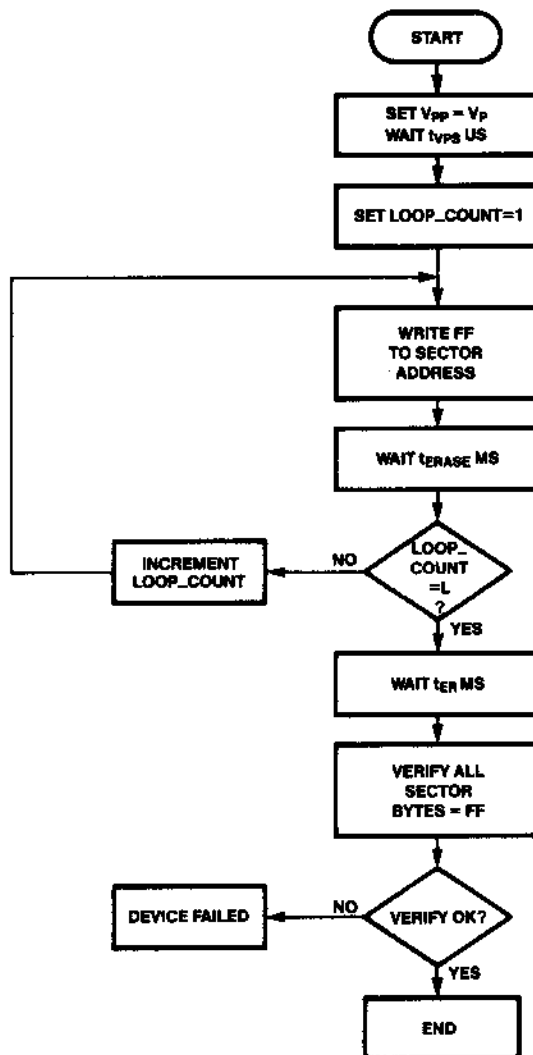 START
SET VPP = VP
WAIT tVPS US
SET LOOP_COUNT=1
WRITE FF
TO SECTOR
ADDRESS
WAIT tERASE MS
LOOP_
COUNT
=L
?
NO
INCREMENT
LOOP_COUNT
YES
WAIT tER MS
VERIFY ALL
SECTOR
BYTES = FF
VERIFY OK?
NO
DEVICE FAILED
YES
END